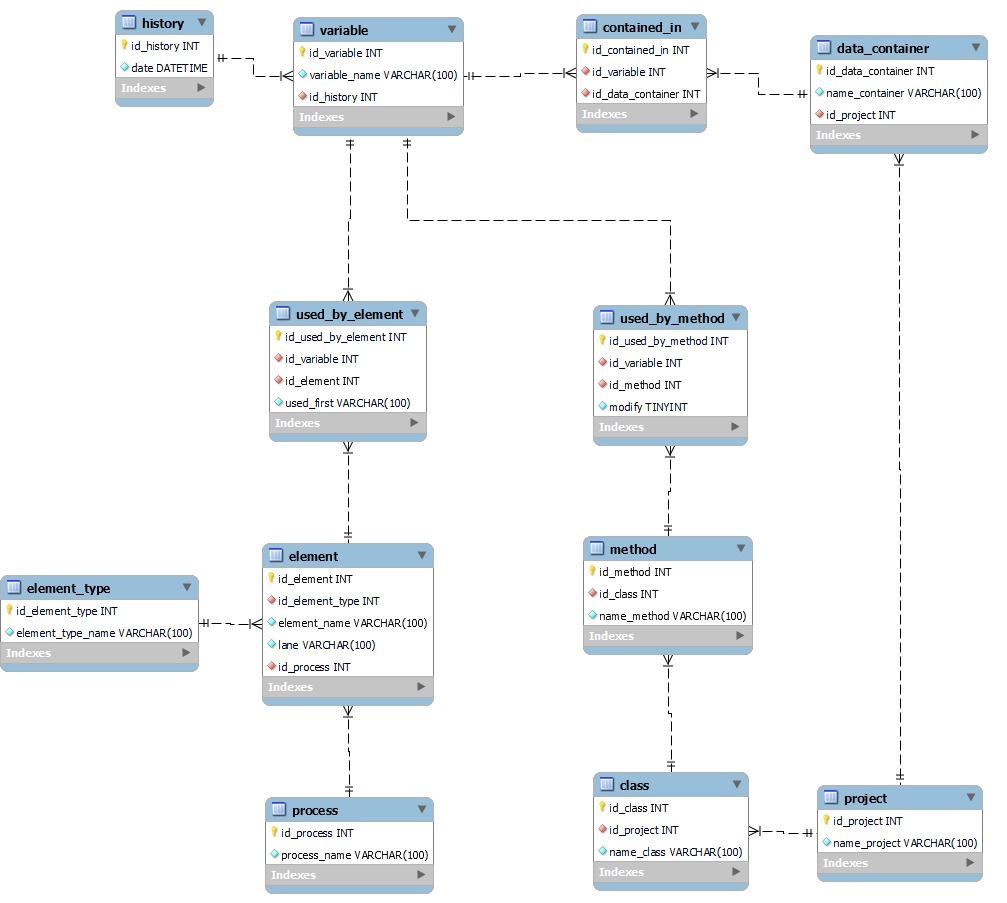 history
id_history INT
date DATETIME
Indexes
variable
id_variable INT
variable_name VARCHAR(100)
id_history INT
Indexes
contained_in
id_contained_in INT
id_variable INT
id_data_container INT
Indexes
data_container
id_data_container INT
name_container VARCHAR(100)
id_project INT
Indexes
used_by_element
id_used_by_element INT
id_variable INT
id_element INT
used_first VARCHAR(100)
Indexes
used_by_method
id_used_by_method INT
id_variable INT
id_method INT
modify TINYINT
Indexes
element_type
id_element_type INT
element_type_name VARCHAR(100)
Indexes
element
id_element INT
id_element_type INT
element_name VARCHAR(100)
lane VARCHAR(100)
id_process INT
Indexes
method
id_method INT
id_class INT
name_method VARCHAR(100)
Indexes
process
id_process INT
process_name VARCHAR(100)
Indexes
class
id_class INT
id_project INT
name_class VARCHAR(100)
Indexes
project
id_project INT
name_project VARCHAR(100)
Indexes